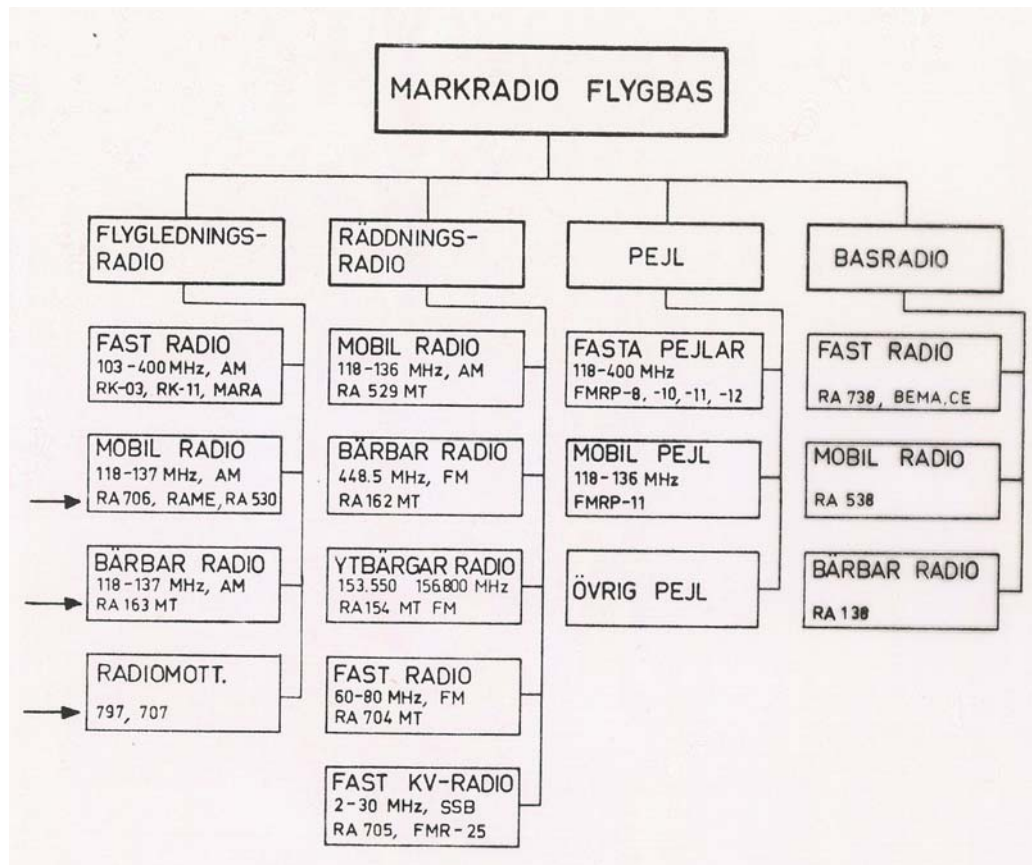 MARKRADIO FLYGBAS
FLYGLEDNINGS-
RADIO
FAST RADIO
103-400 MHz, AM
RK-03, RK-11, MARA
MOBIL RADIO
118-137 MHz, AM
RA 706, RAME, RA 530
BÄRBAR RADIO
118-137 MHz, AM
RA 163 MT
RADIOMOTT.
797, 707
RÄDDNINGS-
RADIO
MOBIL RADIO
118-136 MHz, AM
RA 529 MT
BÄRBAR RADIO
448.5 MHz, FM
RA 162 MT
YTBÄRGAR RADIO
153.550 156.800 MHz
RA 154 MT FM
FAST RADIO
60-80 MHz, FM
RA 704 MT
FAST KV-RADIO
2-30 MHz, SSB
RA 705, FMR-25
PEJL
FASTA PEJLAR
118-400 MHz
FMRP-8, -10, -11, -12
MOBIL PEJL
118-136 MHz
FMRP-11
ÖVRIG PEJL
BASRADIO
FAST RADIO
RA 738, BEMA, CE
MOBIL RADIO
RA 538
BÄRBAR RADIO
RA 138